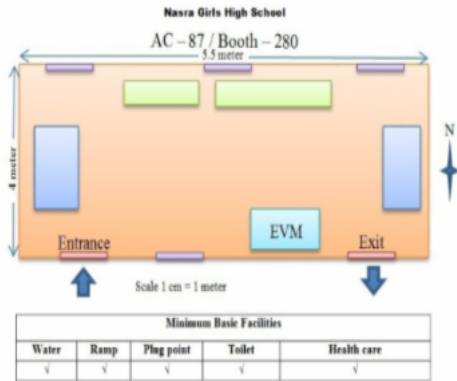 Nasra Girls High School
AC – 87 / Booth – 280
5.5 meter
4 meter
N
EVM
Entrance
Exit
Scale 1 cm = 1 meter
Minimum Basic Facilities
Water Ramp Plug point Toilet Health care
√ √ √ √ √